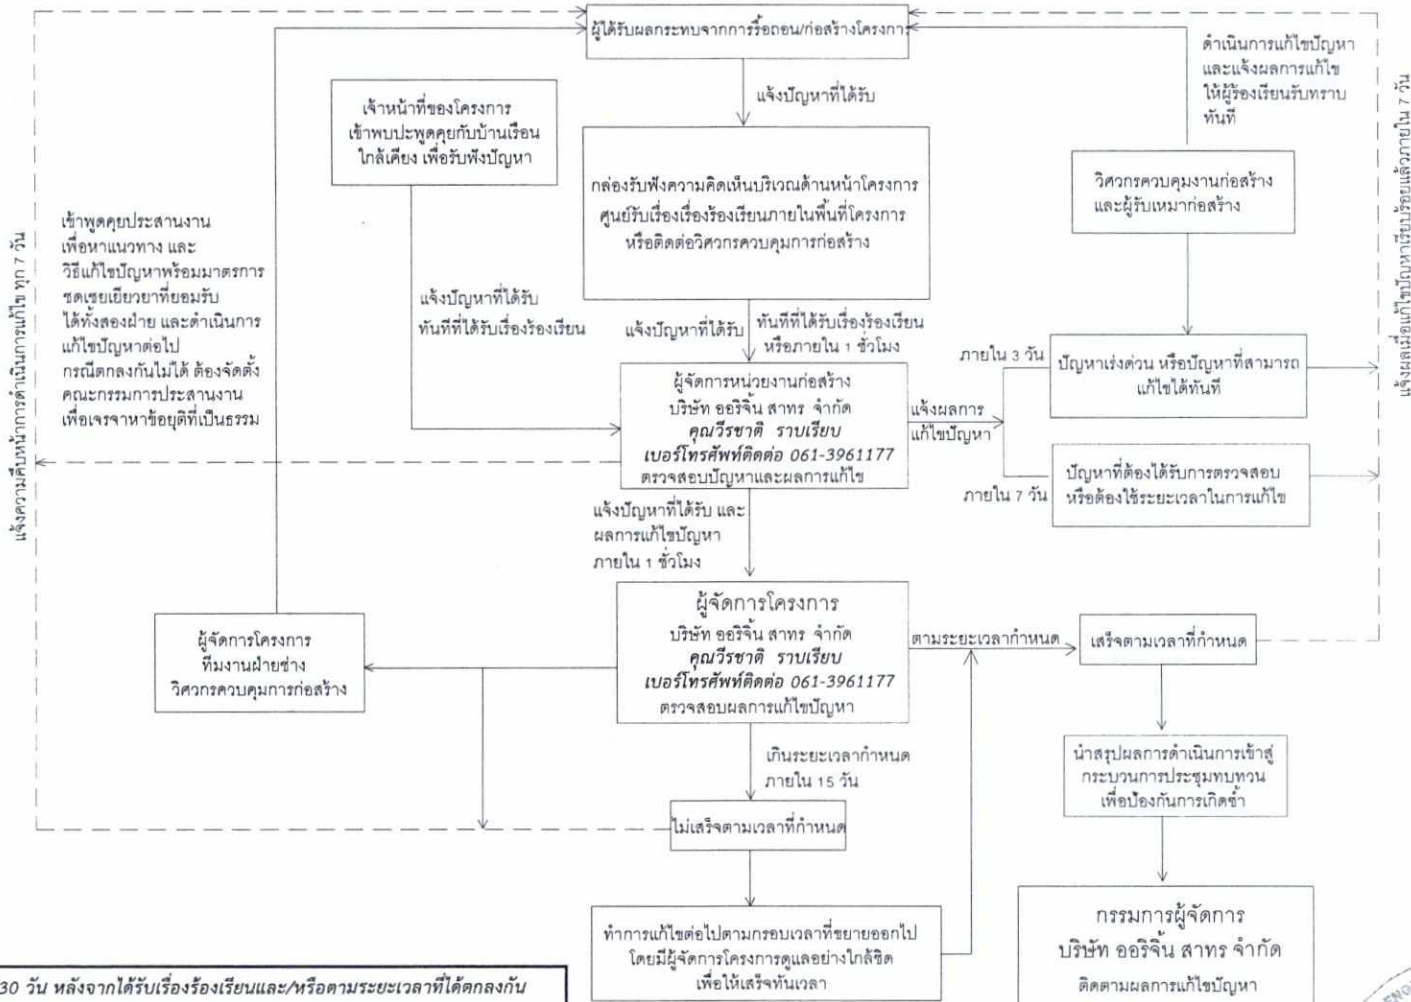 ผู้ได้รับผลกระทบจากการรื้อถอน/ก่อสร้างโครงการ
แจ้งปัญหาที่ได้รับ
เจ้าหน้าที่ของโครงการ
เข้าพบปะพูดคุยกับบ้านเรือน
ใกล้เคียง เพื่อรับฟังปัญหา
กล่องรับฟังความคิดเห็นบริเวณด้านหน้าโครงการ
ศูนย์รับเรื่องเรื่องร้องเรียนภายในพื้นที่โครงการ
หรือติดต่อวิศวกรควบคุมการก่อสร้าง
ดำเนินการแก้ไขปัญหา
และแจ้งผลการแก้ไข
ให้ผู้ร้องเรียนรับทราบ
ทันที
วิศวกรควบคุมงานก่อสร้าง
และผู้รับเหมาก่อสร้าง
แจ้งผลเมื่อแก้ไขปัญหาเรียบร้อยแล้วภายใน 7 วัน
แจ้งความคืบหน้าการดำเนินการแก้ไข ทุก 7 วัน
เข้าพูดคุยประสานงาน
เพื่อหาแนวทาง และ
วิธีแก้ไขปัญหาพร้อมมาตรการ
ชดเชยเยียวยาที่ยอมรับ
ได้ทั้งสองฝ่าย และดำเนินการ
แก้ไขปัญหาต่อไป
กรณีตกลงกันไม่ได้ ต้องจัดตั้ง
คณะกรรมการประสานงาน
เพื่อเจรจาหาข้อยุติที่เป็นธรรม
แจ้งปัญหาที่ได้รับ
ทันทีที่ได้รับเรื่องร้องเรียน
แจ้งปัญหาที่ได้รับ
ทันทีที่ได้รับเรื่องร้องเรียน
หรือภายใน 1 ชั่วโมง
ผู้จัดการหน่วยงานก่อสร้าง
บริษัท ออริจิ้น สาทร จำกัด
คุณวีรชาติ ราบเรียบ
เบอร์โทรศัพท์ติดต่อ 061-3961177
ตรวจสอบปัญหาและผลการแก้ไข
แจ้งผลการ
แก้ไขปัญหา
ภายใน 3 วัน
ปัญหาเร่งด่วน หรือปัญหาที่สามารถ
แก้ไขได้ทันที
ภายใน 7 วัน
ปัญหาที่ต้องได้รับการตรวจสอบ
หรือต้องใช้ระยะเวลาในการแก้ไข
แจ้งปัญหาที่ได้รับ และ
ผลการแก้ไขปัญหา
ภายใน 1 ชั่วโมง
ผู้จัดการโครงการ
บริษัท ออริจิ้น สาทร จำกัด
คุณวีรชาติ ราบเรียบ
เบอร์โทรศัพท์ติดต่อ 061-3961177
ตรวจสอบผลการแก้ไขปัญหา
ผู้จัดการโครงการ
ทีมงานฝ่ายช่าง
วิศวกรควบคุมการก่อสร้าง
ตามระยะเวลากำหนด
เสร็จตามเวลาที่กำหนด
เกินระยะเวลากำหนด
ภายใน 15 วัน
ไม่เสร็จตามเวลาที่กำหนด
นำสรุปผลการดำเนินการเข้าสู่
กระบวนการประชุมทบทวน
เพื่อป้องกันการเกิดซ้ำ
ทำการแก้ไขต่อไปตามกรอบเวลาที่ขยายออกไป
โดยมีผู้จัดการโครงการดูแลอย่างใกล้ชิด
เพื่อให้เสร็จทันเวลา
กรรมการผู้จัดการ
บริษัท ออริจิ้น สาทร จำกัด
ติดตามผลการแก้ไขปัญหา
30 วัน หลังจากได้รับเรื่องร้องเรียนและ/หรือตามระยะเวลาที่ได้ตกลงกัน